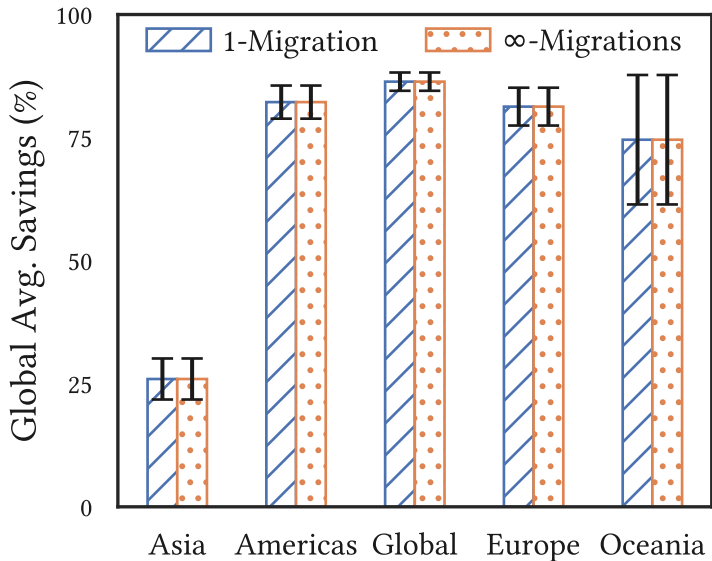 100
1-Migration ∞-Migrations
75
50
25
0
Global Avg. Savings (%)
Asia Americas Global Europe Oceania